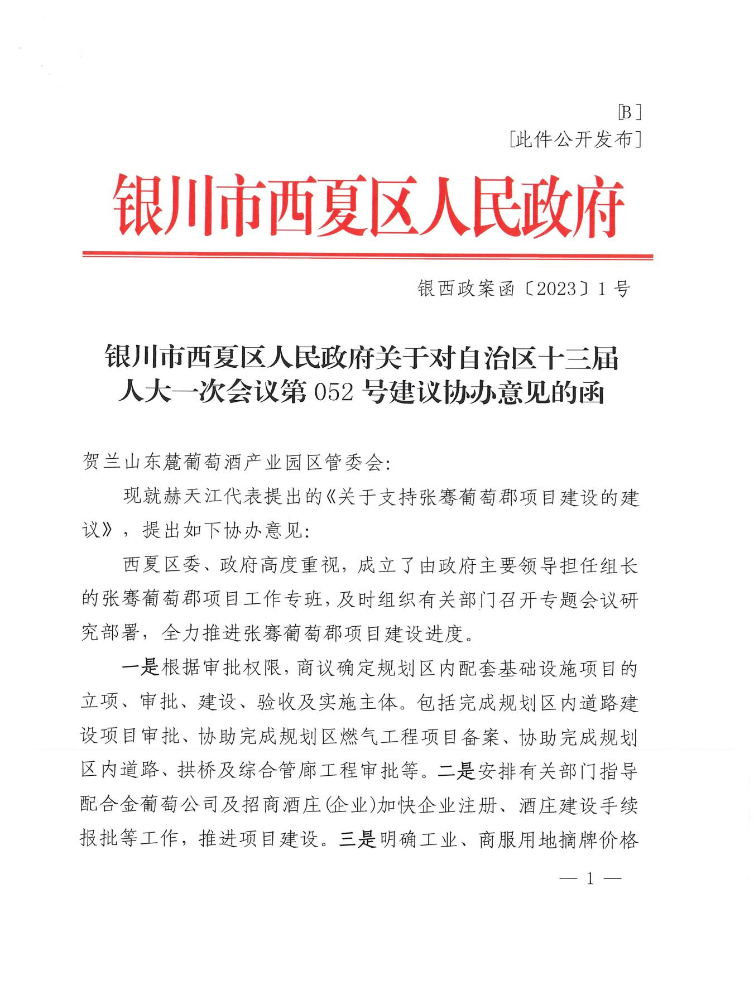 [B]
[此件公开发布]
银川市西夏区人民政府
银西政案函〔2023〕1 号
银川市西夏区人民政府关于对自治区十三届
人大一次会议第 052 号建议协办意见的函
贺兰山东麓葡萄酒产业园区管委会:
现就赫天江代表提出的《关于支持张骞葡萄郡项目建设的建
议》，提出如下协办意见:
西夏区委、政府高度重视，成立了由政府主要领导担任组长
的张骞葡萄郡项目工作专班,及时组织有关部门召开专题会议研
究部署，全力推进张骞葡萄郡项目建设进度。
一是根据审批权限,商议确定规划区内配套基础设施项目的
立项、审批、建设、验收及实施主体。包括完成规划区内道路建
设项目审批、协助完成规划区燃气工程项目备案、协助完成规划
区内道路、拱桥及综合管廊工程审批等。二是安排有关部门指导
配合金葡萄公司及招商酒庄(企业)加快企业注册、酒庄建设手续
报批等工作，推进项目建设。三是明确工业、商服用地摘牌价格
— 1 —